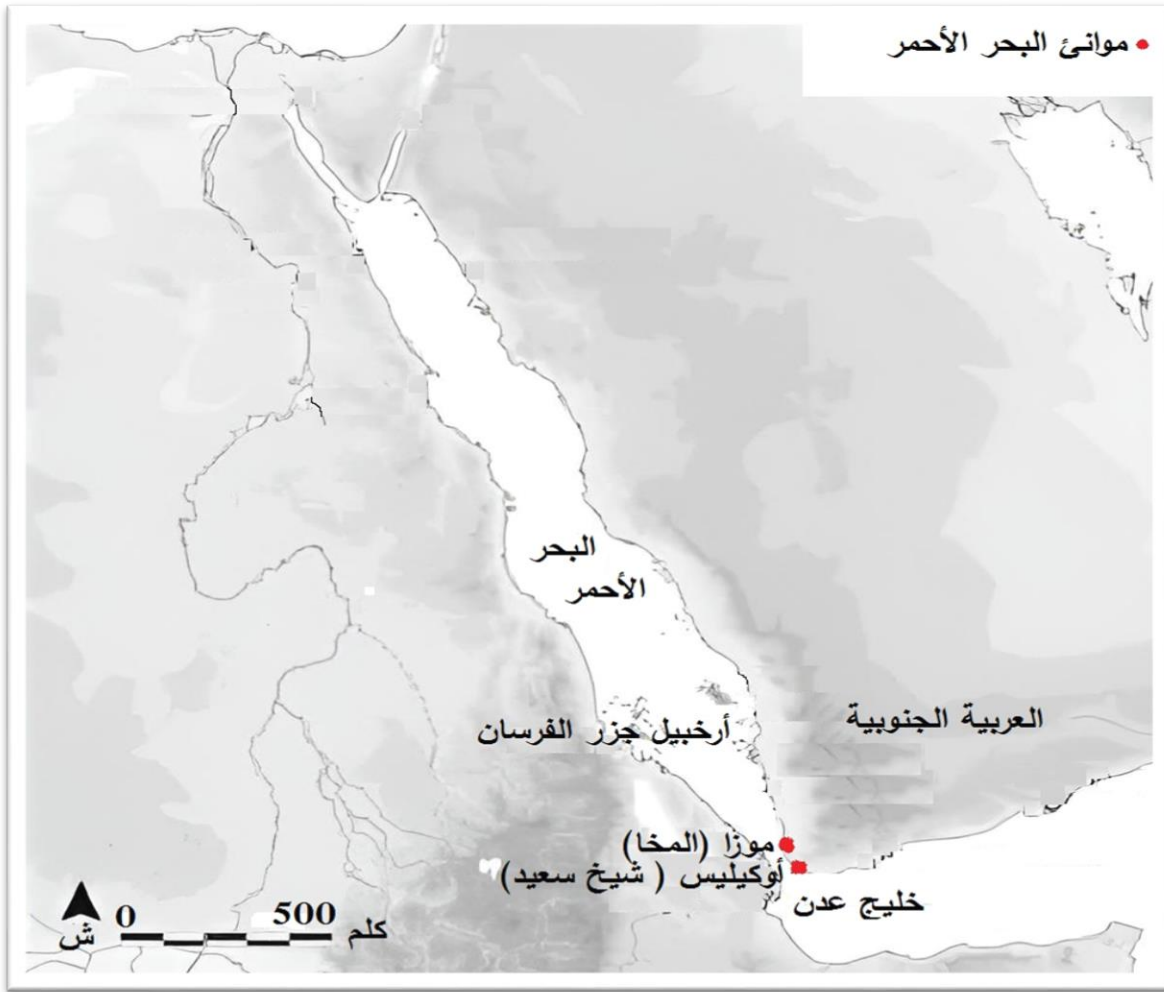 موانئ البحر الأحمر
البحر
الأحمر
أرخبيل جزر الفرسان
العربية الجنوبية
موزا (المخا)
أوكيليس ( شيخ سعيد)
خليج عدن
ش
0 500 كلم